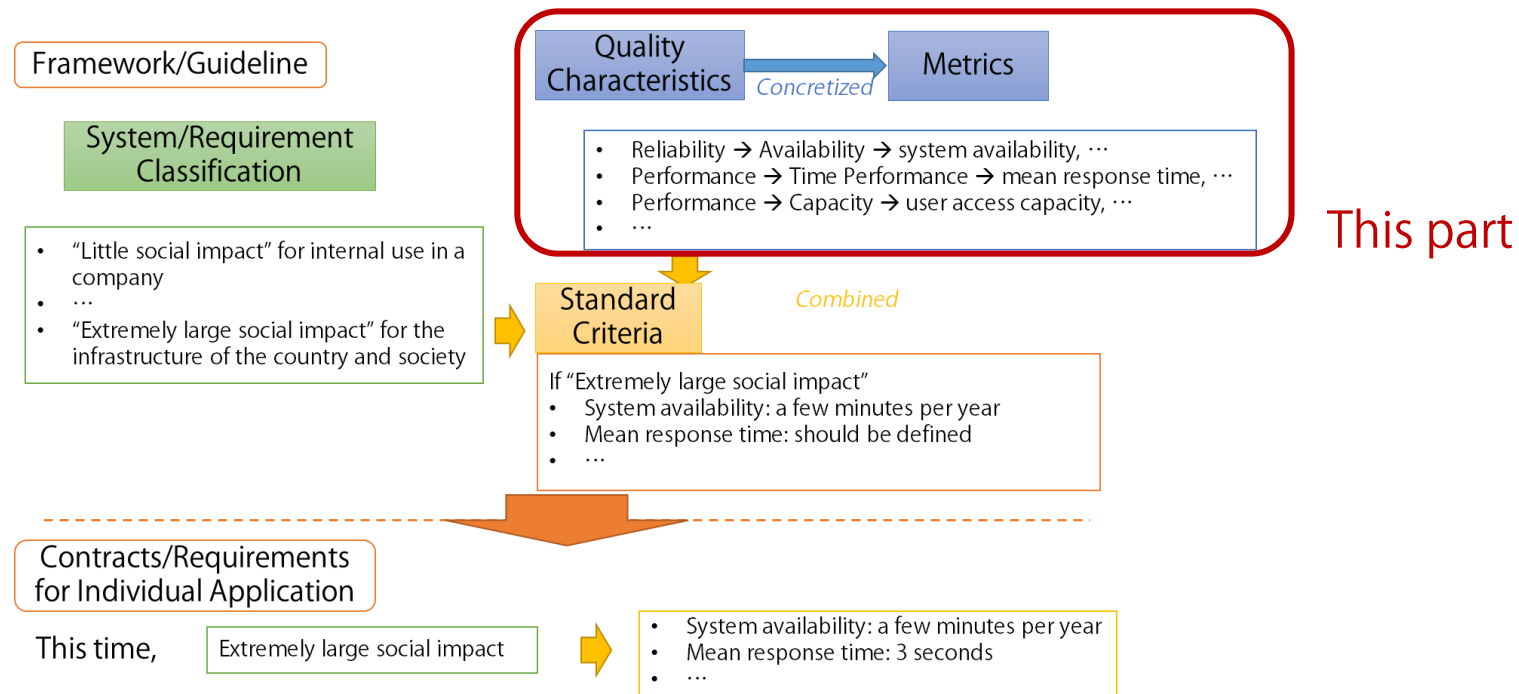 Framework/Guideline
Quality
Characteristics
Concretized
Metrics
System/Requirement
Classification
• Reliability → Availability → system availability, ⋯
• Performance → Time Performance → mean response time, ⋯
• Performance → Capacity → user access capacity, ⋯
• ⋯
This part
• “Little social impact” for internal use in a
company
• ⋯
• “Extremely large social impact” for the
infrastructure of the country and society
Standard
Criteria
Combined
If “Extremely large social impact”
• System availability: a few minutes per year
• Mean response time: should be defined
• ⋯
Contracts/Requirements
for Individual Application
This time,
Extremely large social impact
• System availability: a few minutes per year
• Mean response time: 3 seconds
• ⋯